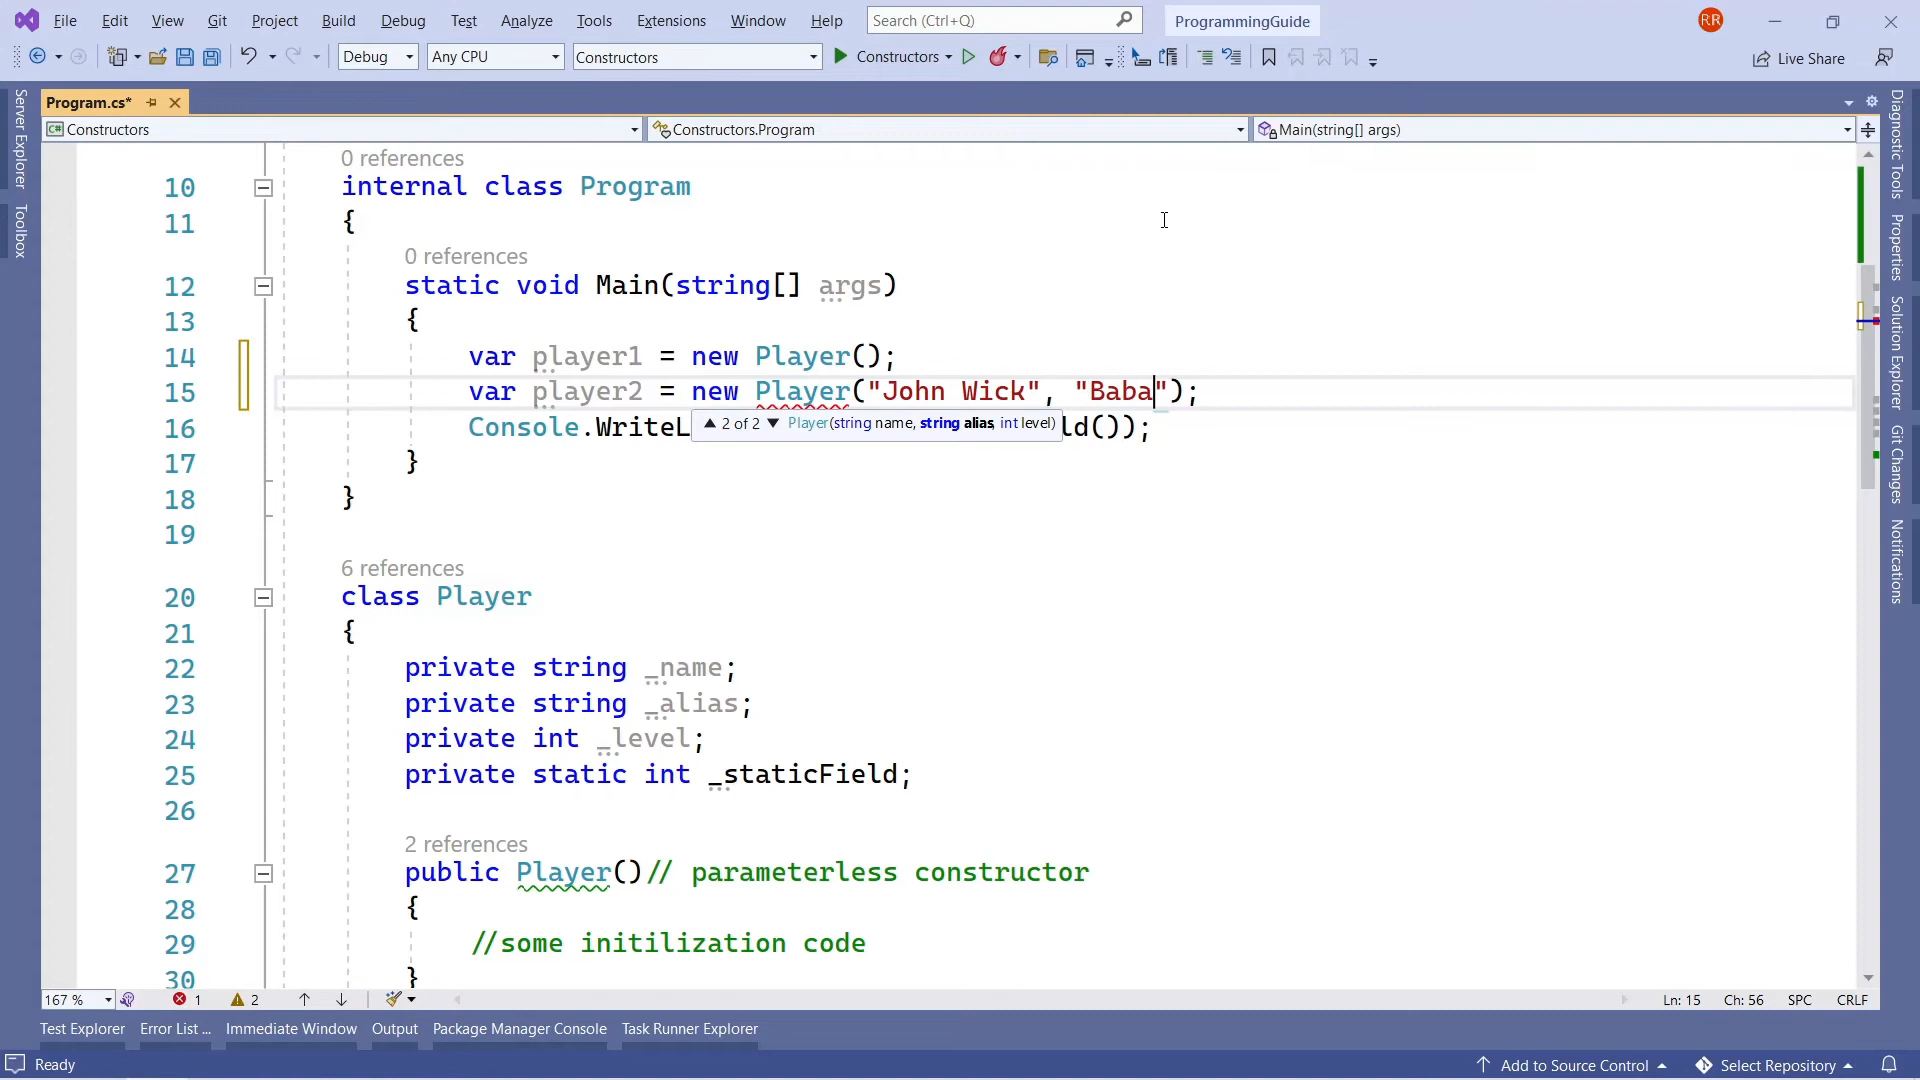 File Edit View Git Project Build Debug Test Analyze Tools Extensions Window Help Search (Ctrl+Q) ProgrammingGuide RR
Debug Any CPU Constructors Constructors Live Share
Program.cs*
Constructors Constructors.Program Main(string[] args)
Server Explorer
Toolbox
Diagnostic Tools
Properties
Solution Explorer
Git Changes
Notifications
0 references
10 internal class Program
11 {
0 references
12 static void Main(string[] args)
13 {
14 var player1 = new Player();
15 var player2 = new Player("John Wick", "Baba");
16 Console.WriteL ld());
2 of 2 Player(string name, string alias, int level)
17 }
18 }
19
6 references
20 class Player
21 {
22 private string _name;
23 private string _alias;
24 private int _level;
25 private static int _staticField;
26
2 references
27 public Player()// parameterless constructor
28 {
29 //some initilization code
30 }
167 % 1 2 Ln: 15 Ch: 56 SPC CRLF
Test Explorer Error List ... Immediate Window Output Package Manager Console Task Runner Explorer
Ready Add to Source Control Select Repository